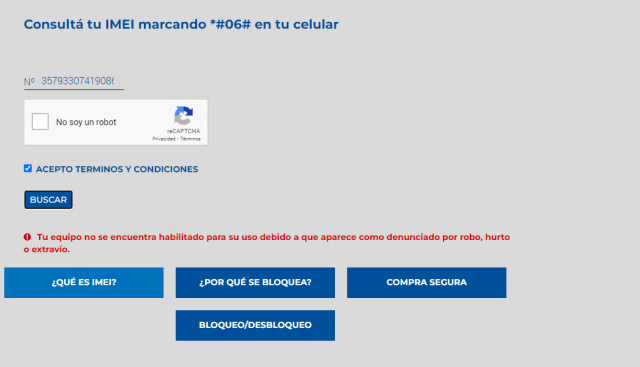 Consultá tu IMEI marcando *#06# en tu celular
Nº 3579330741908
No soy un robot
reCAPTCHA
Privacidad - Términos
ACEPTO TERMINOS Y CONDICIONES
BUSCAR
Tu equipo no se encuentra habilitado para su uso debido a que aparece como denunciado por robo, hurto
o extravío.
¿QUÉ ES IMEI?
¿POR QUÉ SE BLOQUEA?
COMPRA SEGURA
BLOQUEO/DESBLOQUEO